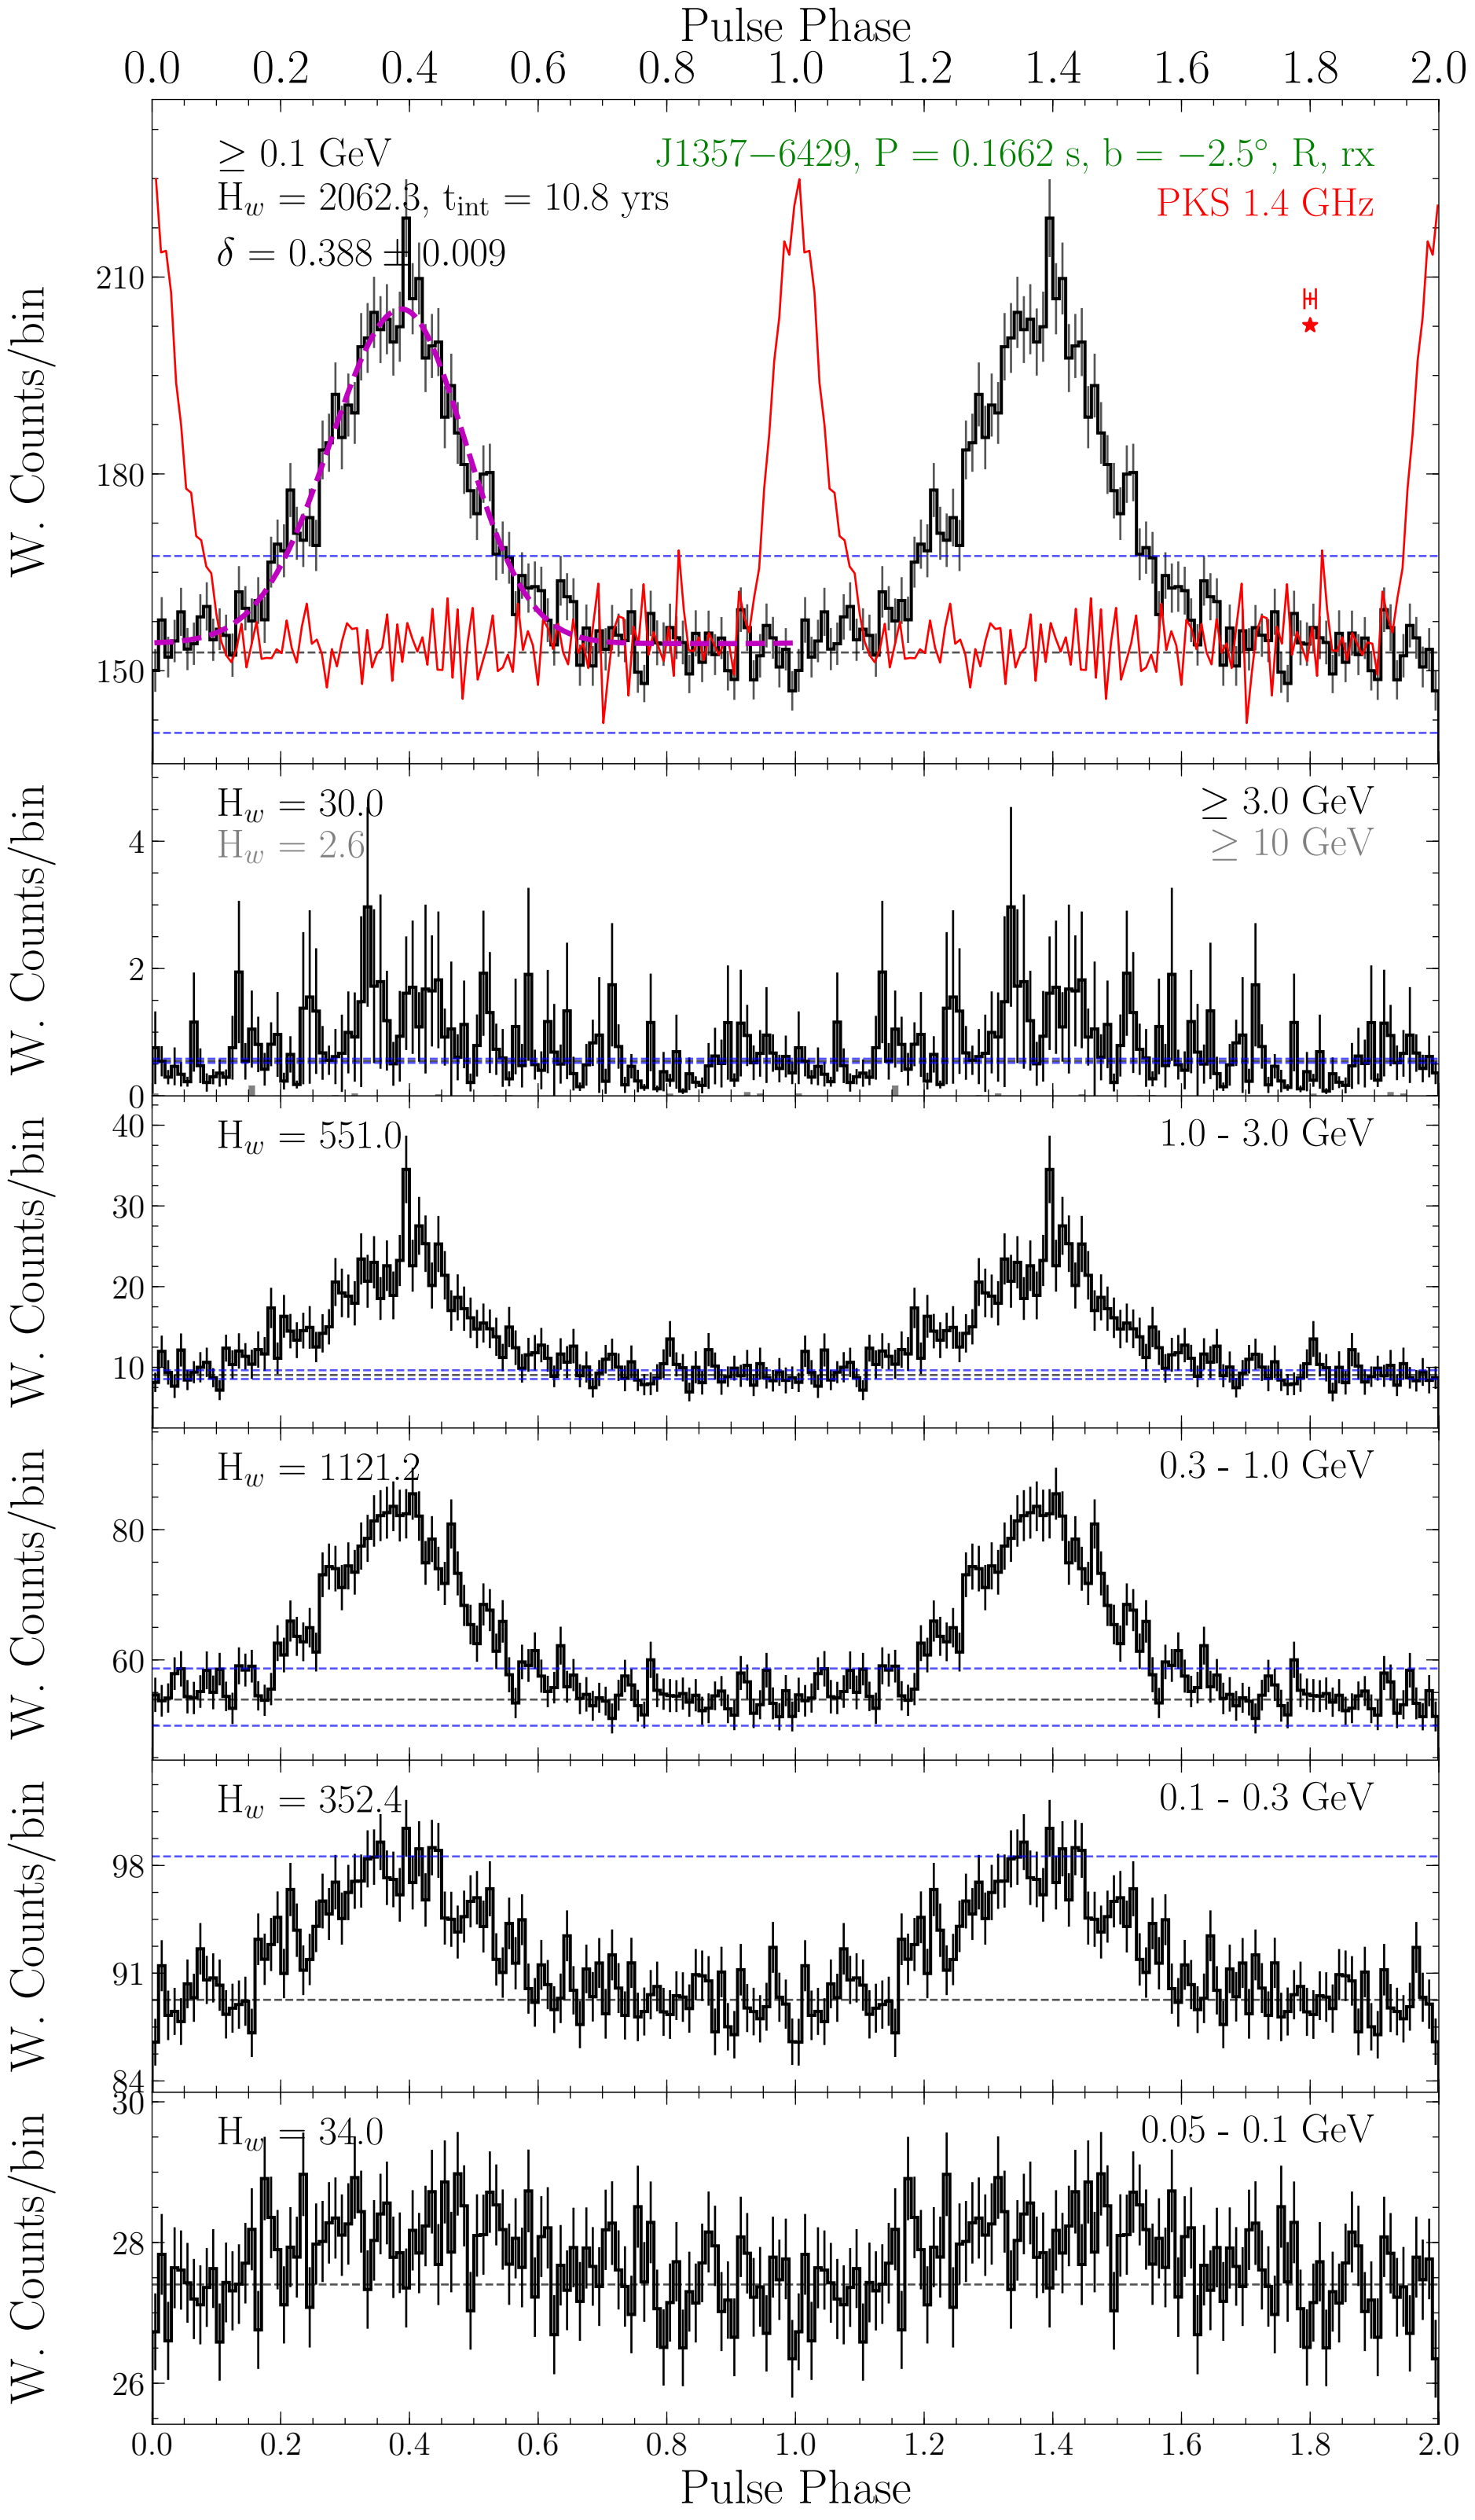 Pulse Phase
0.0 0.2 0.4 0.6 0.8 1.0 1.2 1.4 1.6 1.8 2.0
≥ 0.1 GeV
J1357−6429, P = 0.1662 s, b = −2.5°, R, rx
H_w = 2062.3, t_int = 10.8 yrs
PKS 1.4 GHz
δ = 0.388 ± 0.009
W. Counts/bin
210
180
150
H_w = 30.0
≥ 3.0 GeV
H_w = 2.6
≥ 10 GeV
W. Counts/bin
4
2
0
H_w = 551.0
1.0 - 3.0 GeV
W. Counts/bin
40
30
20
10
H_w = 1121.2
0.3 - 1.0 GeV
W. Counts/bin
80
60
H_w = 352.4
0.1 - 0.3 GeV
W. Counts/bin
98
91
84
H_w = 34.0
0.05 - 0.1 GeV
W. Counts/bin
30
28
26
0.0 0.2 0.4 0.6 0.8 1.0 1.2 1.4 1.6 1.8 2.0
Pulse Phase